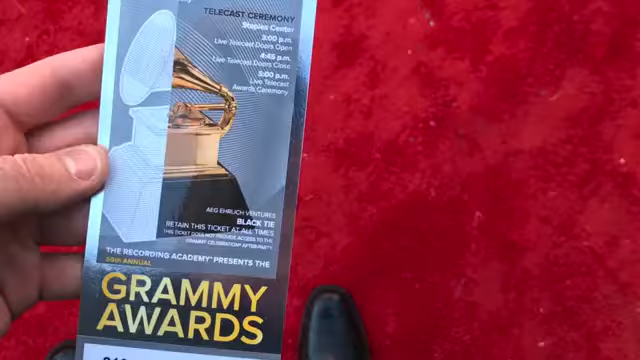 TELECAST CEREMONY
Staples Center
3:00 p.m.
Live Telecast Doors Open
4:45 p.m.
Live Telecast Doors Close
5:00 p.m.
Live Telecast
Awards Ceremony
AEG EHRLICH VENTURES
BLACK TIE
RETAIN THIS TICKET AT ALL TIMES
THIS TICKET DOES NOT PROVIDE ACCESS TO THE
GRAMMY CELEBRATION® AFTER-PARTY
THE RECORDING ACADEMY® PRESENTS THE
ANNUAL
GRAMMY
AWARDS